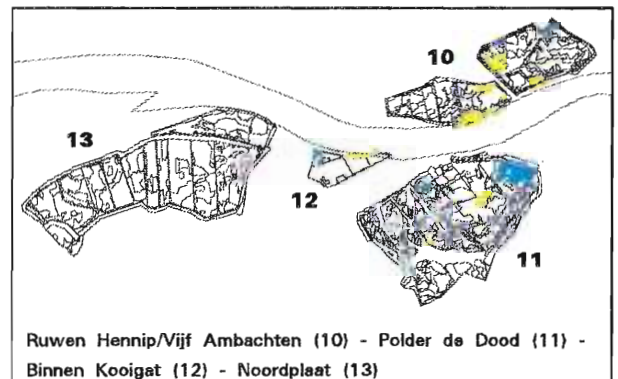 10
13
12
11
Ruwen Hennip/Vijf Ambachten (10) - Polder de Dood (11) -
Binnen Kooigat (12) - Noordplaat (13)